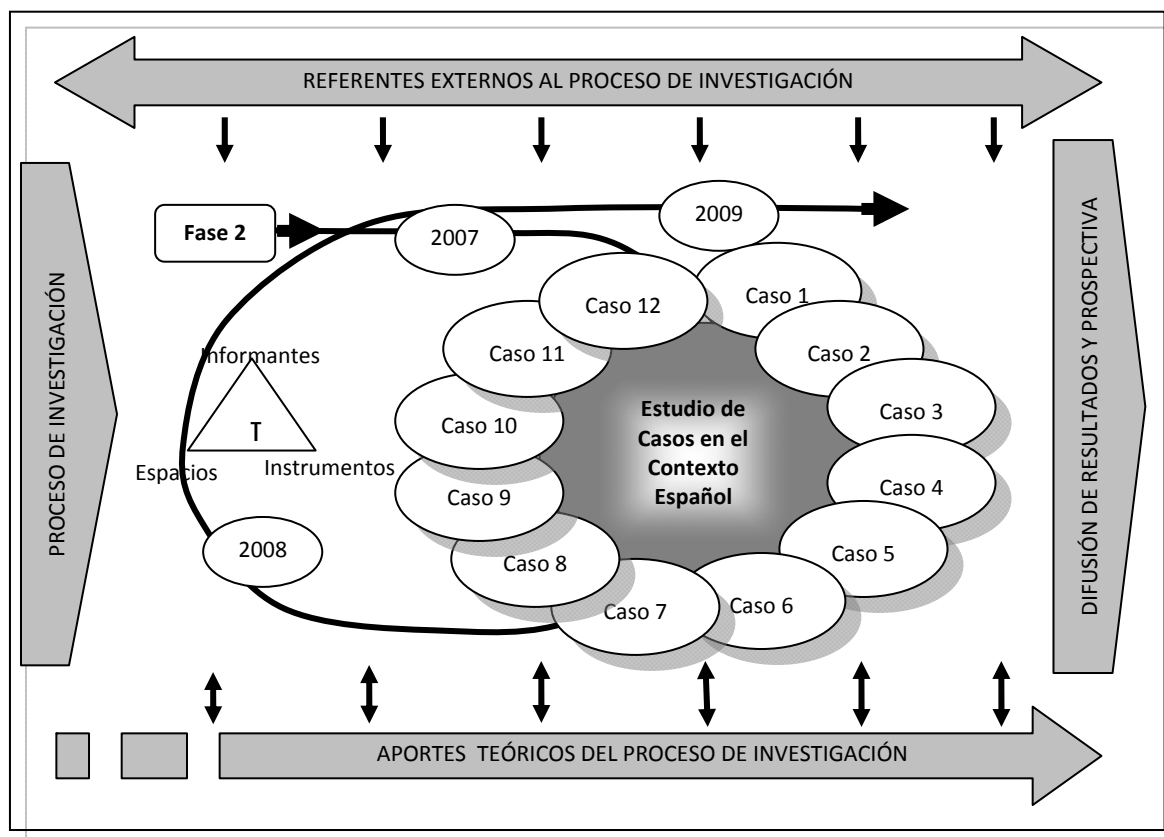 REFERENTES EXTERNOS AL PROCESO DE INVESTIGACIÓN
PROCESO DE INVESTIGACIÓN
Fase 2
2007
2009
Caso 1
Caso 2
Caso 3
Caso 4
Caso 5
Caso 6
Caso 7
Caso 8
Caso 9
Caso 10
Caso 11
Caso 12
Estudio de
Casos en el
Contexto
Español
Informantes
T
Espacios
Instrumentos
2008
DIFUSIÓN DE RESULTADOS Y PROSPECTIVA
APORTES TEÓRICOS DEL PROCESO DE INVESTIGACIÓN